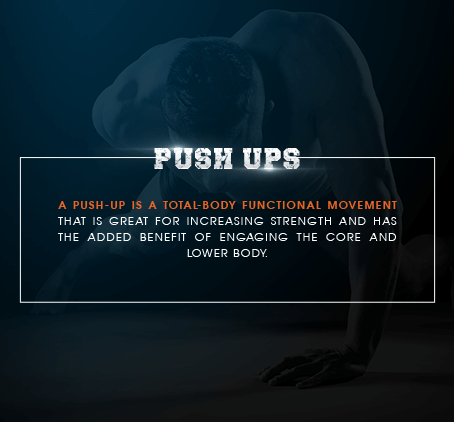 PUSH UPS
A PUSH-UP IS A TOTAL-BODY FUNCTIONAL MOVEMENT
THAT IS GREAT FOR INCREASING STRENGTH AND HAS
THE ADDED BENEFIT OF ENGAGING THE CORE AND
LOWER BODY.